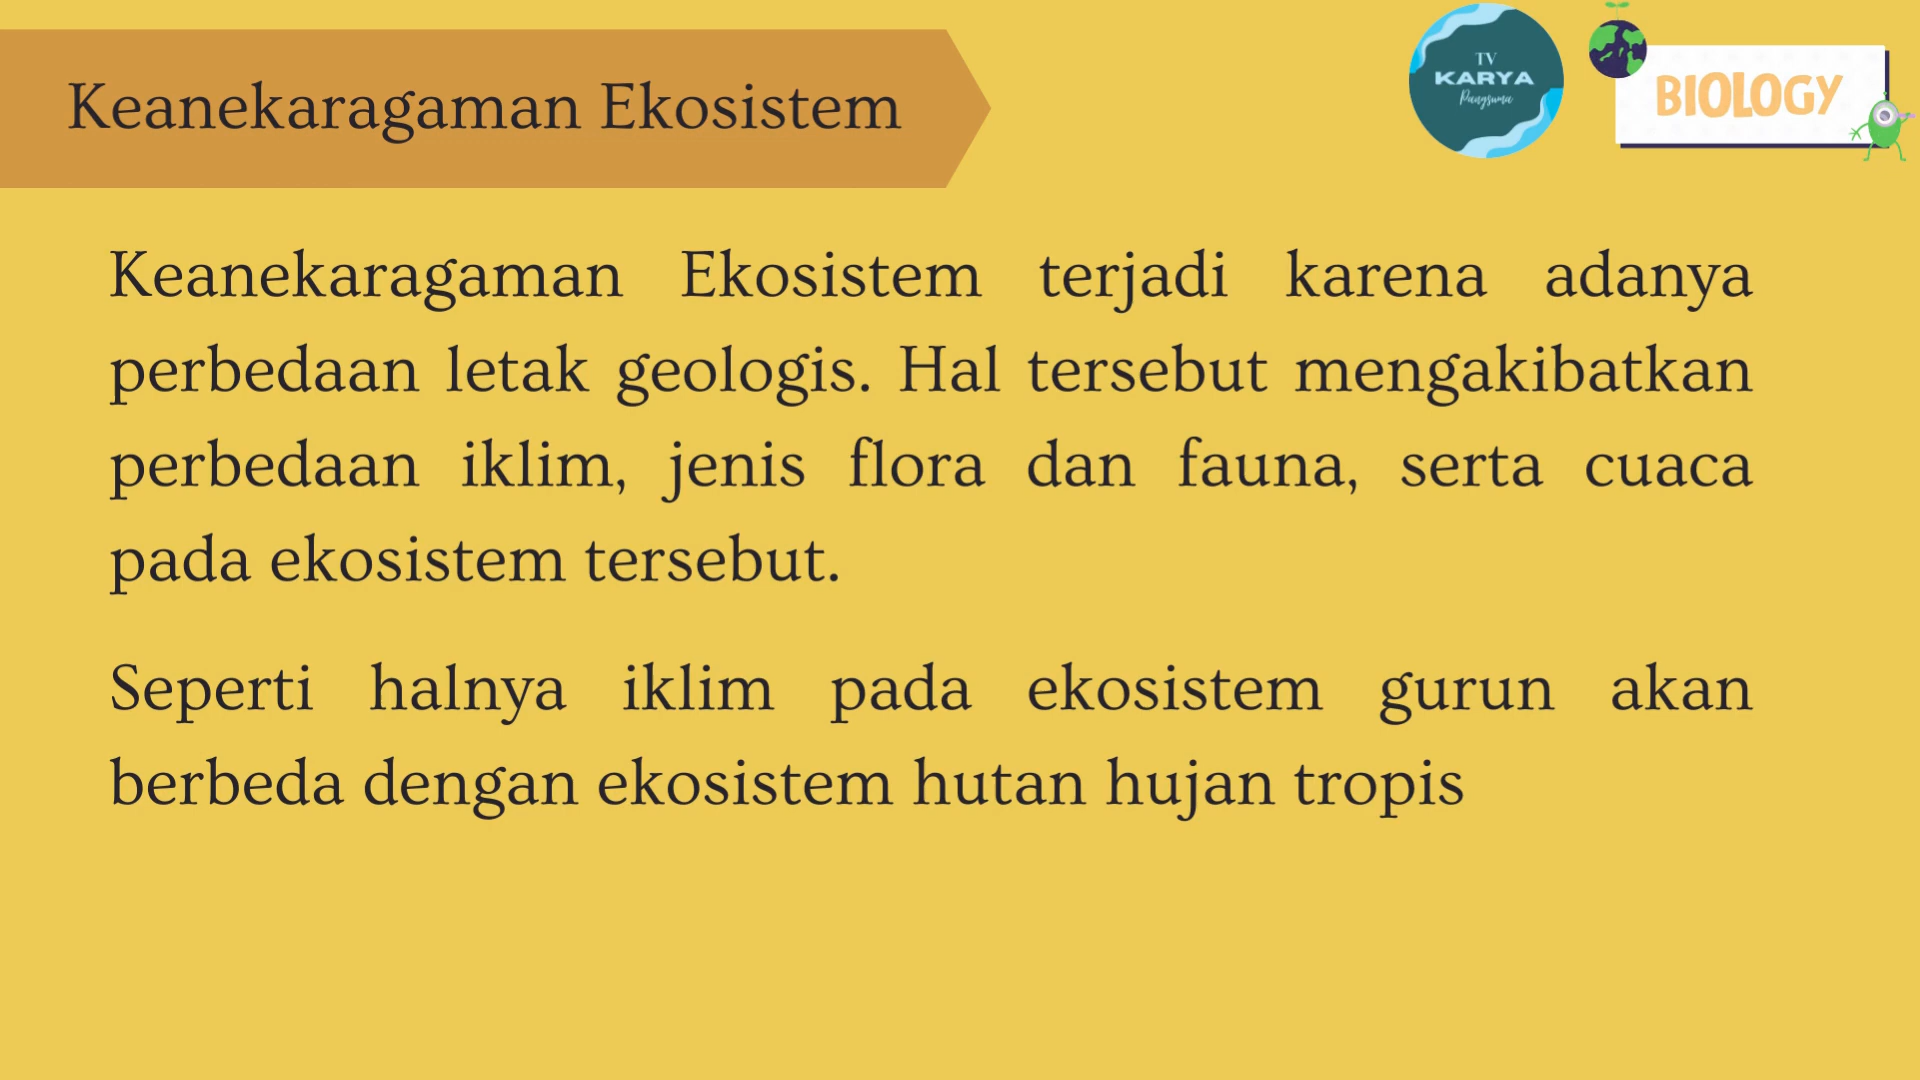 Keanekaragaman Ekosistem
TV
KARYA
Pangsuma
BIOLOGY
Keanekaragaman Ekosistem terjadi karena adanya
perbedaan letak geologis. Hal tersebut mengakibatkan
perbedaan iklim, jenis flora dan fauna, serta cuaca
pada ekosistem tersebut.
Seperti halnya iklim pada ekosistem gurun akan
berbeda dengan ekosistem hutan hujan tropis